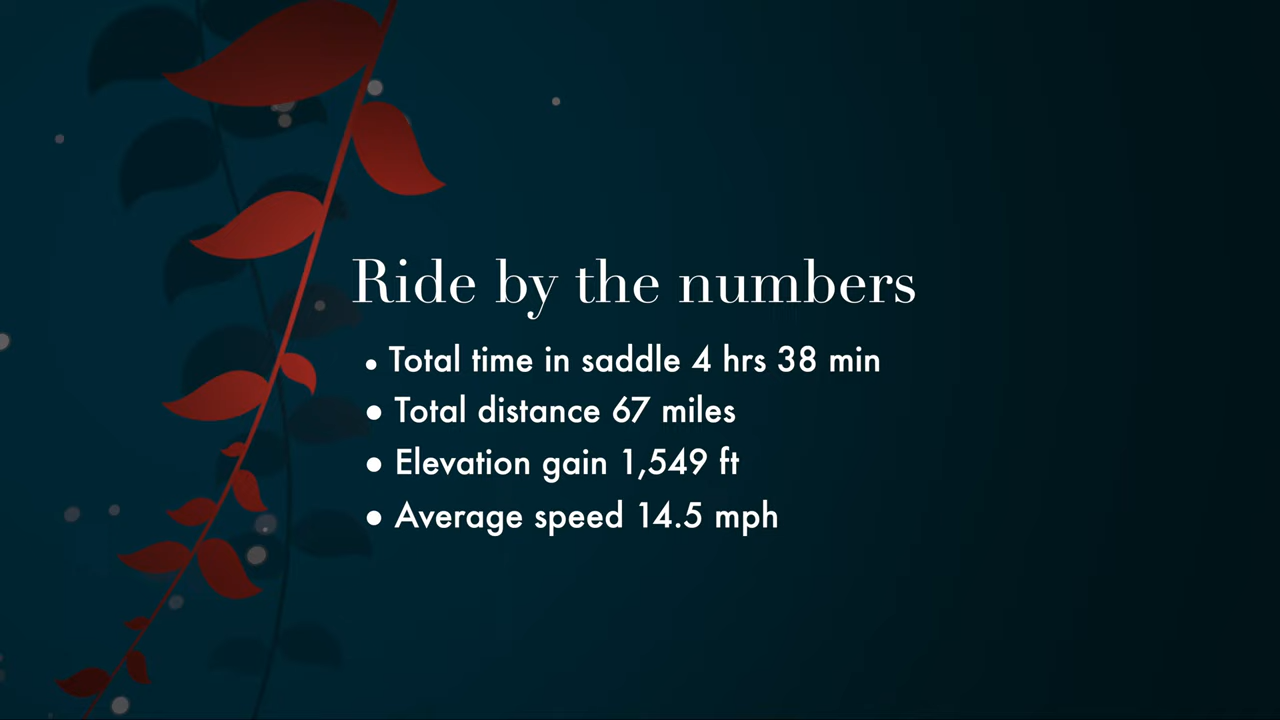 Ride by the numbers
• Total time in saddle 4 hrs 38 min
• Total distance 67 miles
• Elevation gain 1,549 ft
• Average speed 14.5 mph